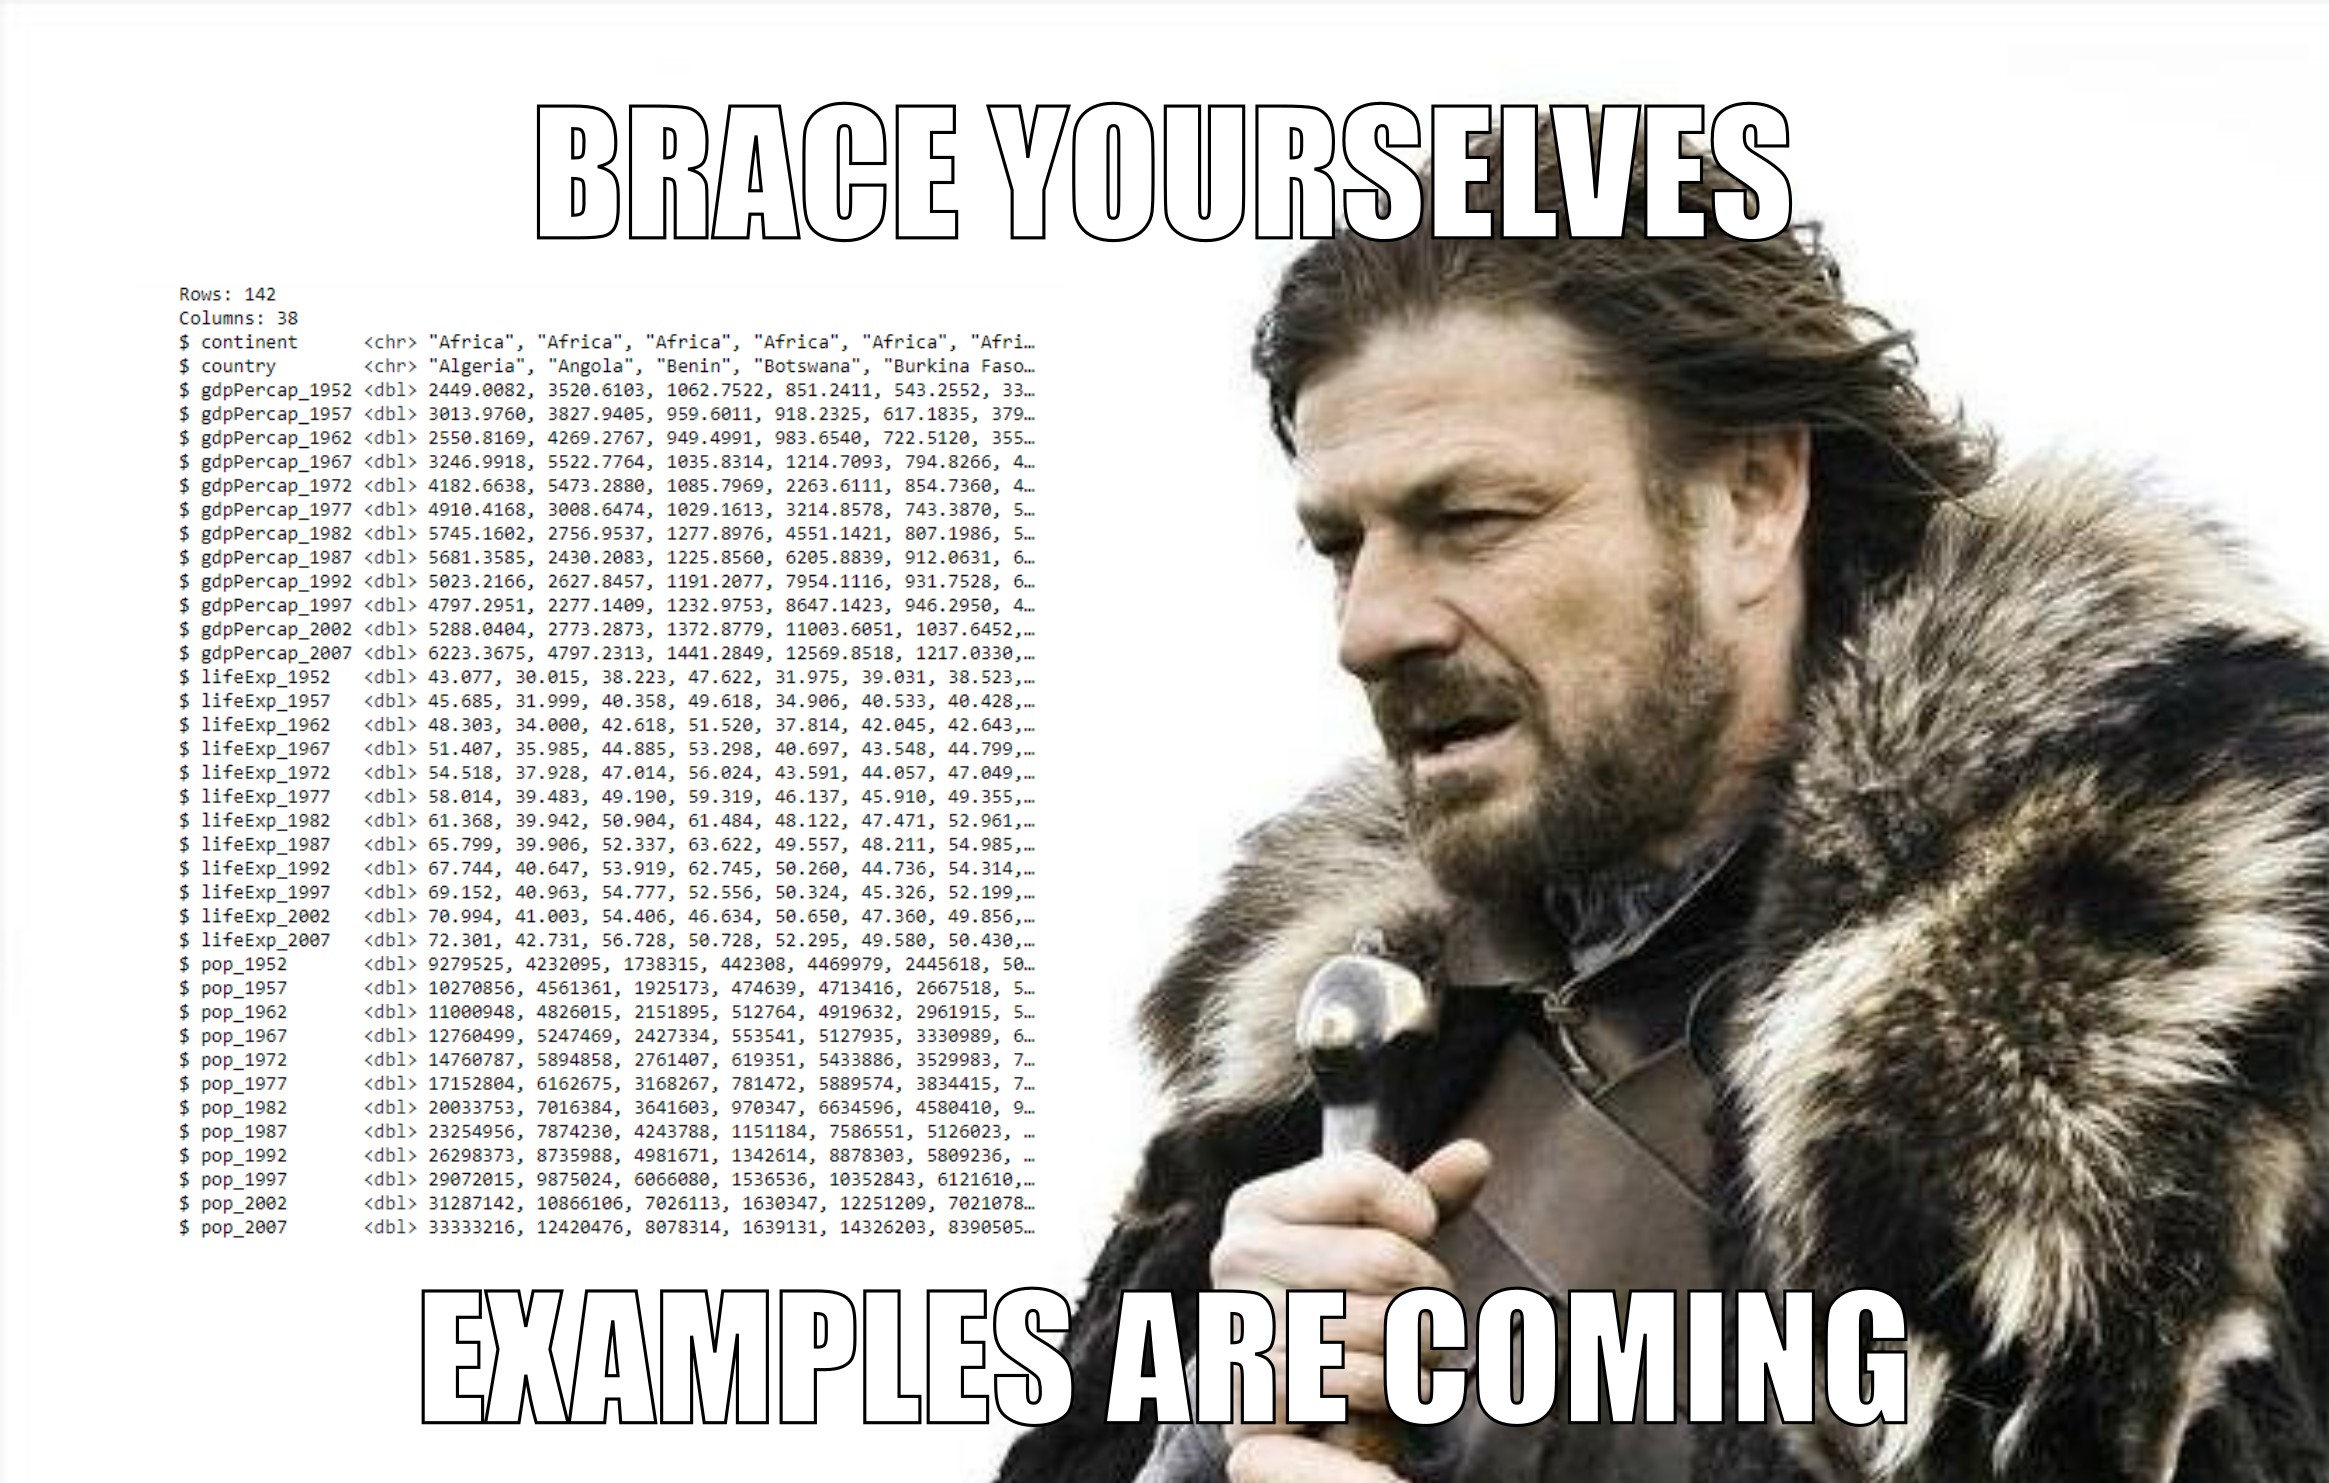 BRACE YOURSELVES
Rows: 142
Columns: 38
$ continent      <chr> "Africa", "Africa", "Africa", "Africa", "Africa", "Afri…
$ country        <chr> "Algeria", "Angola", "Benin", "Botswana", "Burkina Faso…
$ gdpPercap_1952 <dbl> 2449.0082, 3520.6103, 1062.7522, 851.2411, 543.2552, 33…
$ gdpPercap_1957 <dbl> 3013.9760, 3827.9405, 959.6011, 918.2325, 617.1835, 379…
$ gdpPercap_1962 <dbl> 2550.8169, 4269.2767, 949.4991, 983.6540, 722.5120, 355…
$ gdpPercap_1967 <dbl> 3246.9918, 5522.7764, 1035.8314, 1214.7093, 794.8266, 4…
$ gdpPercap_1972 <dbl> 4182.6638, 5473.2880, 1085.7969, 2263.6111, 854.7360, 4…
$ gdpPercap_1977 <dbl> 4910.4168, 3008.6474, 1029.1613, 3214.8578, 743.3870, 5…
$ gdpPercap_1982 <dbl> 5745.1602, 2756.9537, 1277.8976, 4551.1421, 807.1986, 5…
$ gdpPercap_1987 <dbl> 5681.3585, 2430.2083, 1225.8560, 6205.8839, 912.0631, 6…
$ gdpPercap_1992 <dbl> 5023.2166, 2627.8457, 1191.2077, 7954.1116, 931.7528, 6…
$ gdpPercap_1997 <dbl> 4797.2951, 2277.1409, 1232.9753, 8647.1423, 946.2950, 4…
$ gdpPercap_2002 <dbl> 5288.0404, 2773.2873, 1372.8779, 11003.6051, 1037.6452,…
$ gdpPercap_2007 <dbl> 6223.3675, 4797.2313, 1441.2849, 12569.8518, 1217.0330,…
$ lifeExp_1952   <dbl> 43.077, 30.015, 38.223, 47.622, 31.975, 39.031, 38.523,…
$ lifeExp_1957   <dbl> 45.685, 31.999, 40.358, 49.618, 34.906, 40.533, 40.428,…
$ lifeExp_1962   <dbl> 48.303, 34.000, 42.618, 51.520, 37.814, 42.045, 42.643,…
$ lifeExp_1967   <dbl> 51.407, 35.985, 44.885, 53.298, 40.697, 43.548, 44.799,…
$ lifeExp_1972   <dbl> 54.518, 37.928, 47.014, 56.024, 43.591, 44.057, 47.049,…
$ lifeExp_1977   <dbl> 58.014, 39.483, 49.190, 59.319, 46.137, 45.910, 49.355,…
$ lifeExp_1982   <dbl> 61.368, 39.942, 50.904, 61.484, 48.122, 47.471, 52.961,…
$ lifeExp_1987   <dbl> 65.799, 39.906, 52.337, 63.622, 49.557, 48.211, 54.985,…
$ lifeExp_1992   <dbl> 67.744, 40.647, 53.919, 62.745, 50.260, 44.736, 54.314,…
$ lifeExp_1997   <dbl> 69.152, 40.963, 54.777, 52.556, 50.324, 45.326, 52.199,…
$ lifeExp_2002   <dbl> 70.994, 41.003, 54.406, 46.634, 50.650, 47.360, 49.856,…
$ lifeExp_2007   <dbl> 72.301, 42.731, 56.728, 50.728, 52.295, 49.580, 50.430,…
$ pop_1952       <dbl> 9279525, 4232095, 1738315, 442308, 4469979, 2445618, 50…
$ pop_1957       <dbl> 10270856, 4561361, 1925173, 474639, 4713416, 2667518, 5…
$ pop_1962       <dbl> 11000948, 4826015, 2151895, 512764, 4919632, 2961915, 5…
$ pop_1967       <dbl> 12760499, 5247469, 2427334, 553541, 5127935, 3330989, 6…
$ pop_1972       <dbl> 14760787, 5894858, 2761407, 619351, 5433886, 3529983, 7…
$ pop_1977       <dbl> 17152804, 6162675, 3168267, 781472, 5889574, 3834415, 7…
$ pop_1982       <dbl> 20033753, 7016384, 3641603, 970347, 6634596, 4580410, 9…
$ pop_1987       <dbl> 23254956, 7874230, 4243788, 1151184, 7586551, 5126023, …
$ pop_1992       <dbl> 26298373, 8735988, 4981671, 1342614, 8878303, 5809236, …
$ pop_1997       <dbl> 29072015, 9875024, 6066080, 1536536, 10352843, 6121610,…
$ pop_2002       <dbl> 31287142, 10866106, 7026113, 1630347, 12251209, 7021078…
$ pop_2007       <dbl> 33333216, 12420476, 8078314, 1639131, 14326203, 8390505…
EXAMPLES ARE COMING